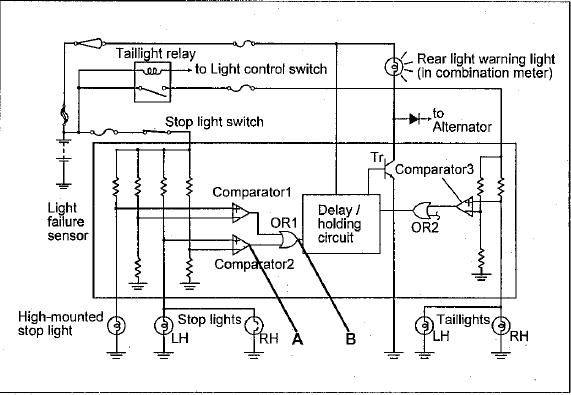 Taillight relay
to Light control switch
Rear light warning light
(in combination meter)
Stop light switch
to
Alternator
Tr
Comparator3
Comparator1
Light
failure
sensor
Delay /
holding
circuit
OR1
OR2
Comparator2
High-mounted
stop light
Stop lights
LH
RH
A
B
Taillights
LH
RH